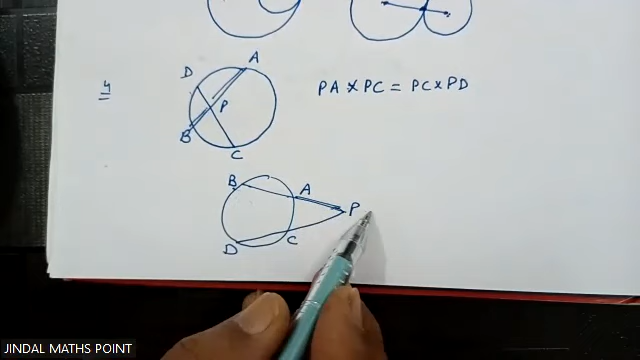 4
D A
P
B
C
PA × PC = PC × PD
B A
P
D C
JINDAL MATHS POINT